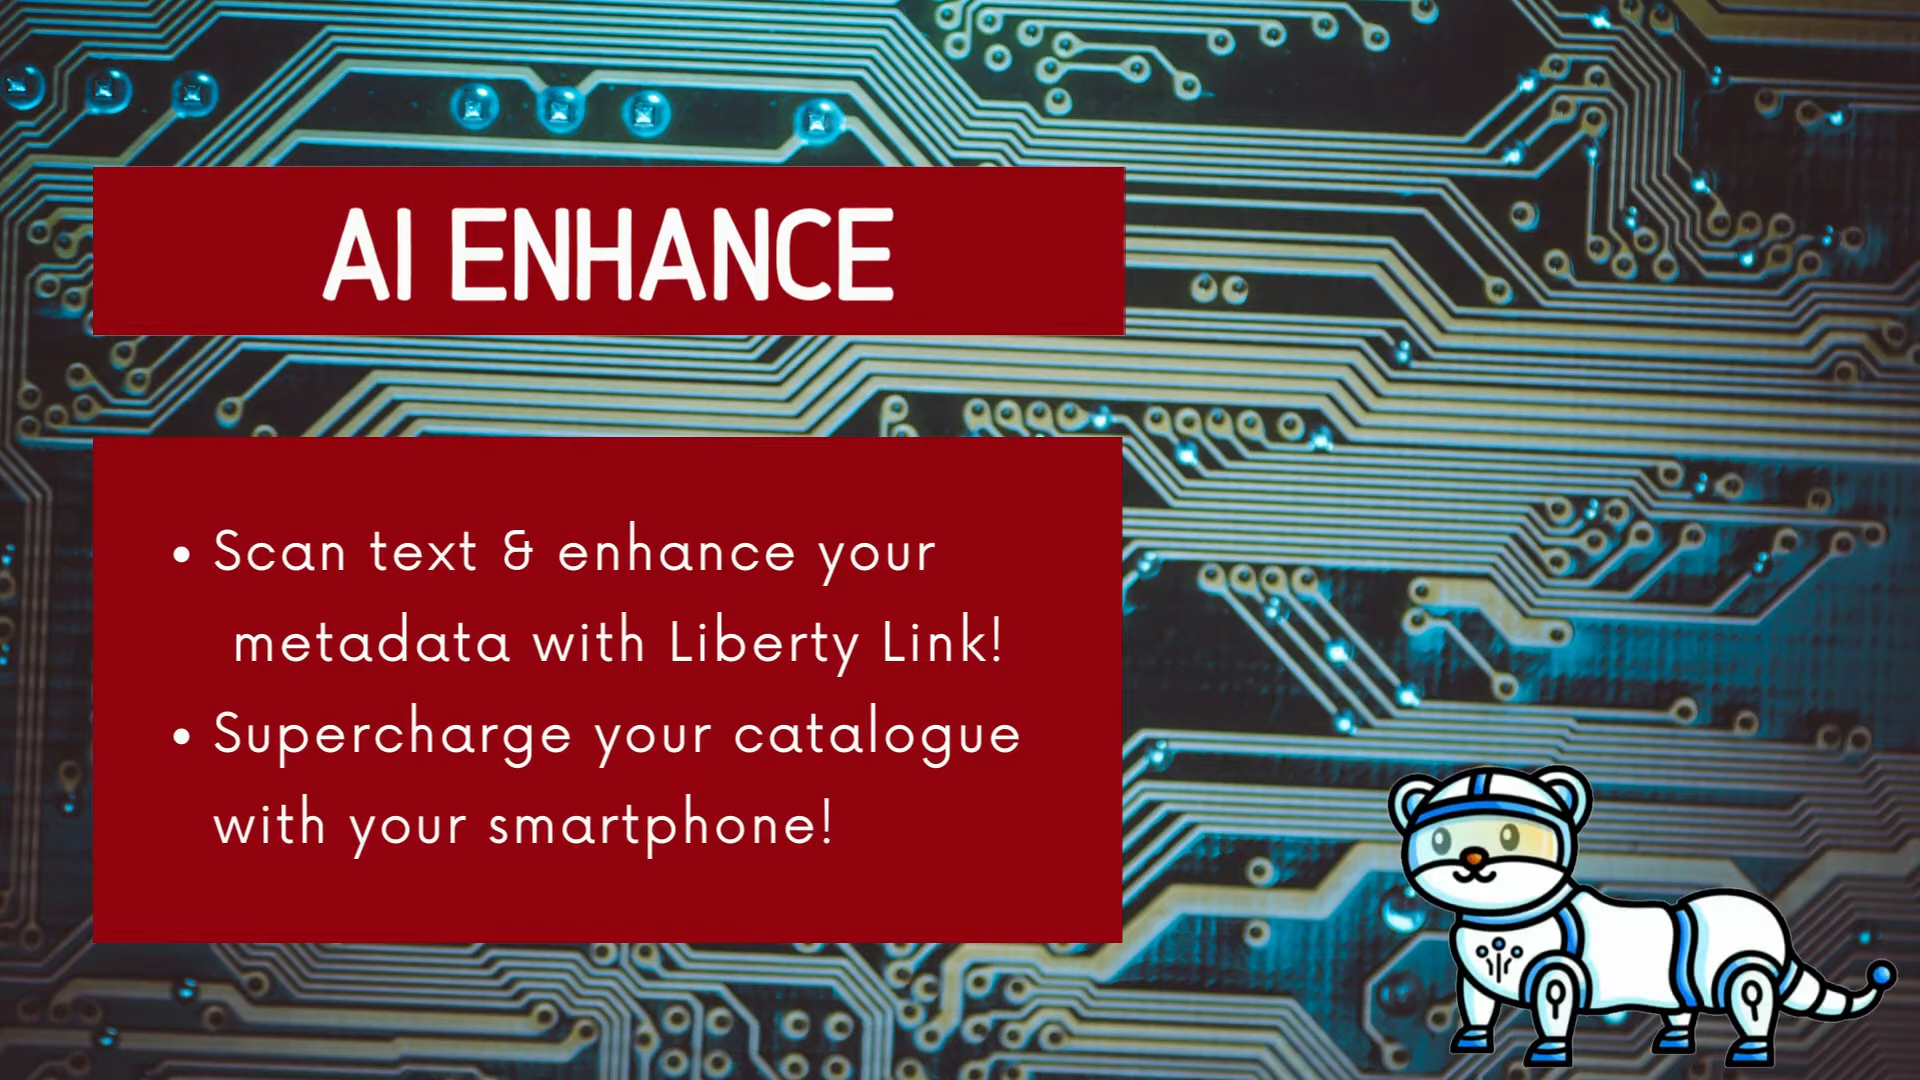 AI ENHANCE
• Scan text & enhance your
metadata with Liberty Link!
• Supercharge your catalogue
with your smartphone!